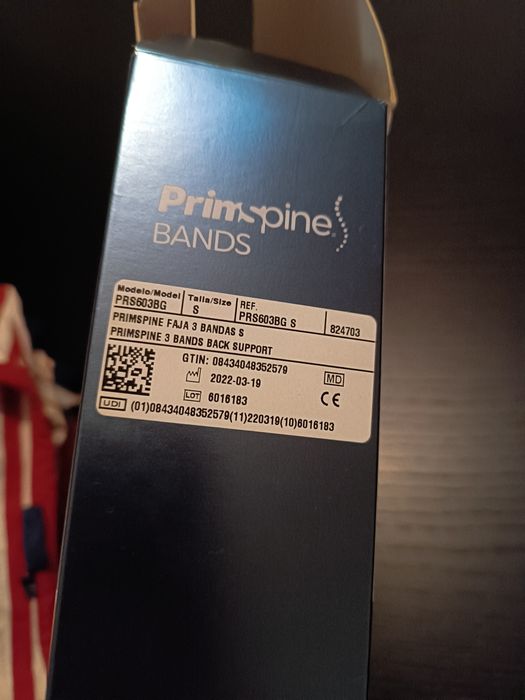 Primspine
BANDS
Modelo/Model Talla/Size REF.
PRS603BG S PRS603BG S 824703
PRIMSPINE FAJA 3 BANDAS S
PRIMSPINE 3 BANDS BACK SUPPORT
GTIN: 08434048352579
2022-03-19 MD
LOT 6016183 CE
UDI (01)08434048352579(11)220319(10)6016183